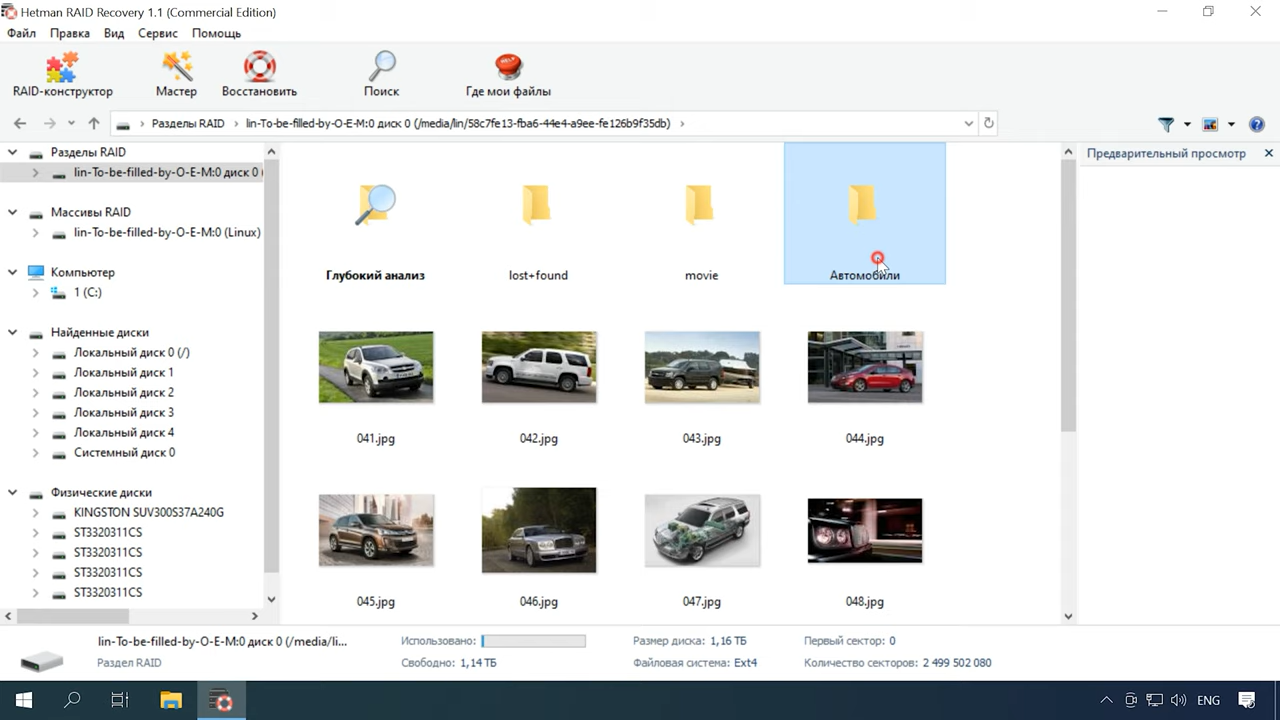 Hetman RAID Recovery 1.1 (Commercial Edition)
Файл Правка Вид Сервис Помощь
RAID-конструктор Мастер Восстановить Поиск Где мои файлы
Разделы RAID lin-To-be-filled-by-O-E-M:0 диск 0 (/media/lin/58c7fe13-fba6-44e4-a9ee-fe126b9f35db)
Разделы RAID
lin-To-be-filled-by-O-E-M:0 диск 0
Массивы RAID
lin-To-be-filled-by-O-E-M:0 (Linux)
Компьютер
1 (C:)
Найденные диски
Локальный диск 0 (/)
Локальный диск 1
Локальный диск 2
Локальный диск 3
Локальный диск 4
Системный диск 0
Физические диски
KINGSTON SUV300S37A240G
ST3320311CS
ST3320311CS
ST3320311CS
ST3320311CS
Глубокий анализ lost+found movie Автомобили
041.jpg 042.jpg 043.jpg 044.jpg
045.jpg 046.jpg 047.jpg 048.jpg
Предварительный просмотр
lin-To-be-filled-by-O-E-M:0 диск 0 (/media/li...
Раздел RAID
Использовано:
Свободно: 1,14 ТБ
Размер диска: 1,16 ТБ
Файловая система: Ext4
Первый сектор: 0
Количество секторов: 2 499 502 080
ENG